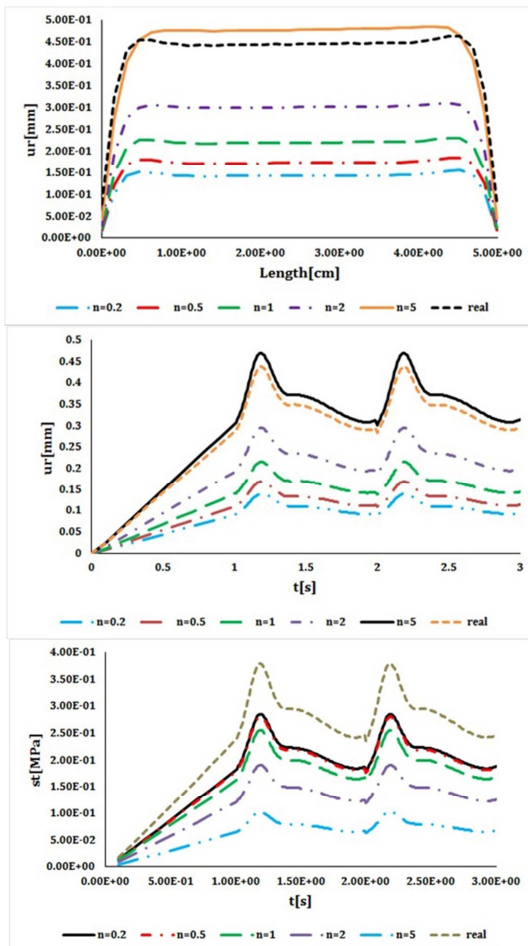 5.00E-01
4.50E-01
4.00E-01
3.50E-01
3.00E-01
2.50E-01
2.00E-01
1.50E-01
1.00E-01
5.00E-02
0.00E+00
ur[mm]
0.00E+00 1.00E+00 2.00E+00 3.00E+00 4.00E+00 5.00E+00
Length[cm]
n=0.2 n=0.5 n=1 n=2 n=5 real
0.5
0.45
0.4
0.35
0.3
0.25
0.2
0.15
0.1
0.05
0
ur[mm]
0 0.5 1 1.5 2 2.5 3
t[s]
n=0.2 n=0.5 n=1 n=2 n=5 real
4.00E-01
3.50E-01
3.00E-01
2.50E-01
2.00E-01
1.50E-01
1.00E-01
5.00E-02
0.00E+00
st[MPa]
0.00E+00 5.00E-01 1.00E+00 1.50E+00 2.00E+00 2.50E+00 3.00E+00
t[s]
n=0.2 n=0.5 n=1 n=2 n=5 real